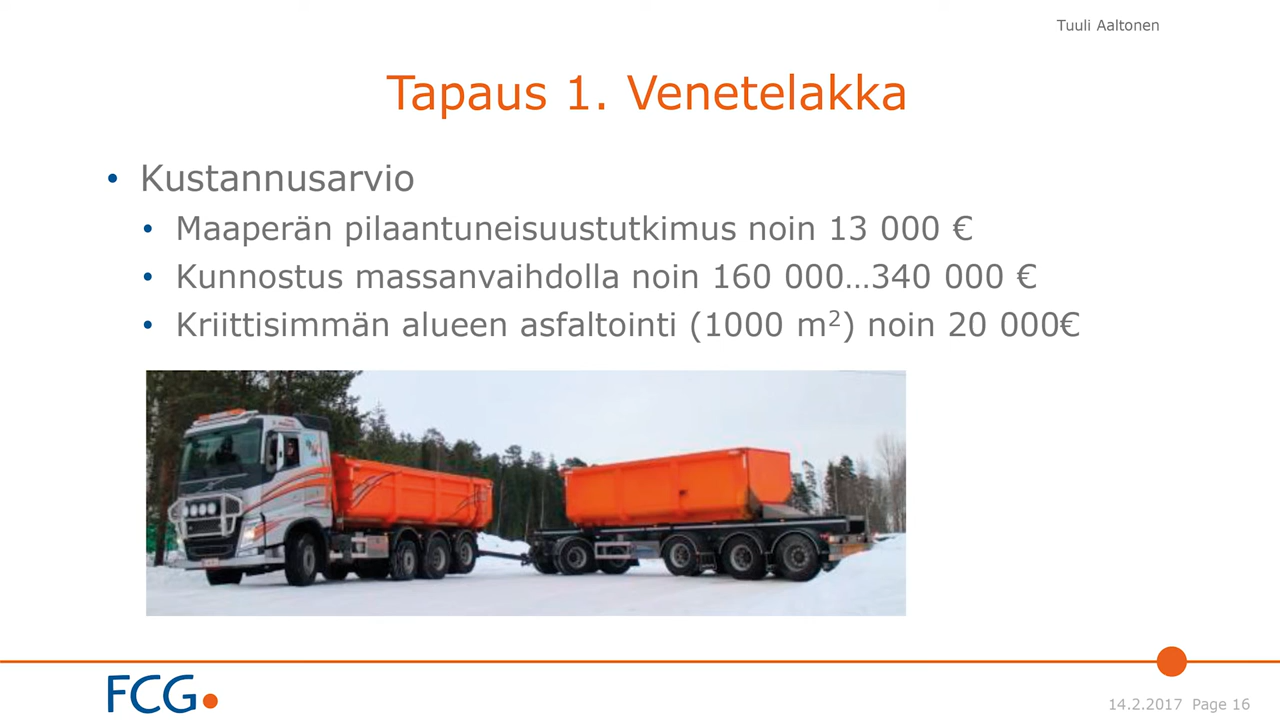 Tuuli Aaltonen
Tapaus 1. Venetelakka
• Kustannusarvio
• Maaperän pilaantuneisuustutkimus noin 13 000 €
• Kunnostus massanvaihdolla noin 160 000…340 000 €
• Kriittisimmän alueen asfaltointi (1000 m²) noin 20 000€
FCG
14.2.2017 Page 16